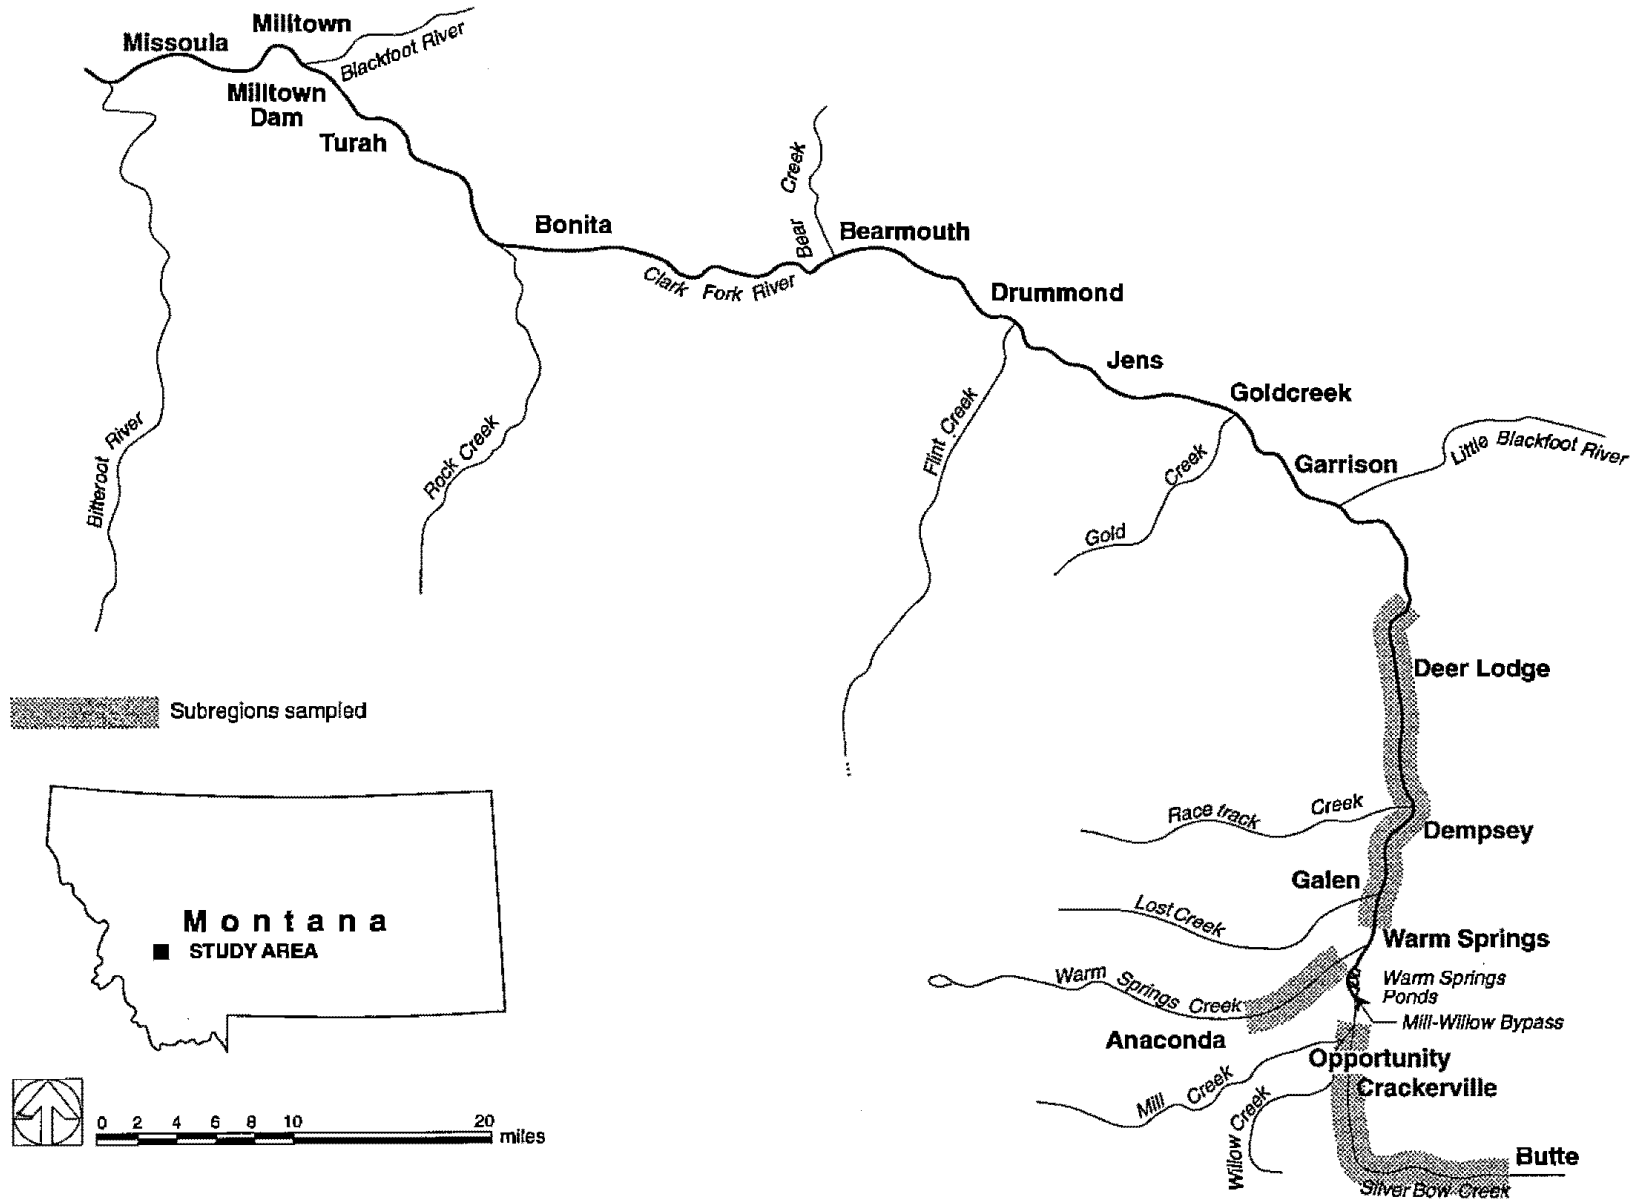 Milltown
Missoula
Blackfoot River
Milltown
Dam
Turah
Bear Creek
Bonita
Bearmouth
Clark Fork River
Drummond
Jens
Goldcreek
Flint Creek
Little Blackfoot River
Garrison
Bitteroot River
Rock Creek
Gold Creek
Deer Lodge
Subregions sampled
Race track Creek
Dempsey
Galen
Lost Creek
Montana
STUDY AREA
Warm Springs
Warm Springs Creek
Warm Springs
Ponds
Mill-Willow Bypass
Anaconda
Opportunity
Crackerville
Mill Creek
Willow Creek
0 2 4 6 8 10 20
miles
Butte
Silver Bow Creek